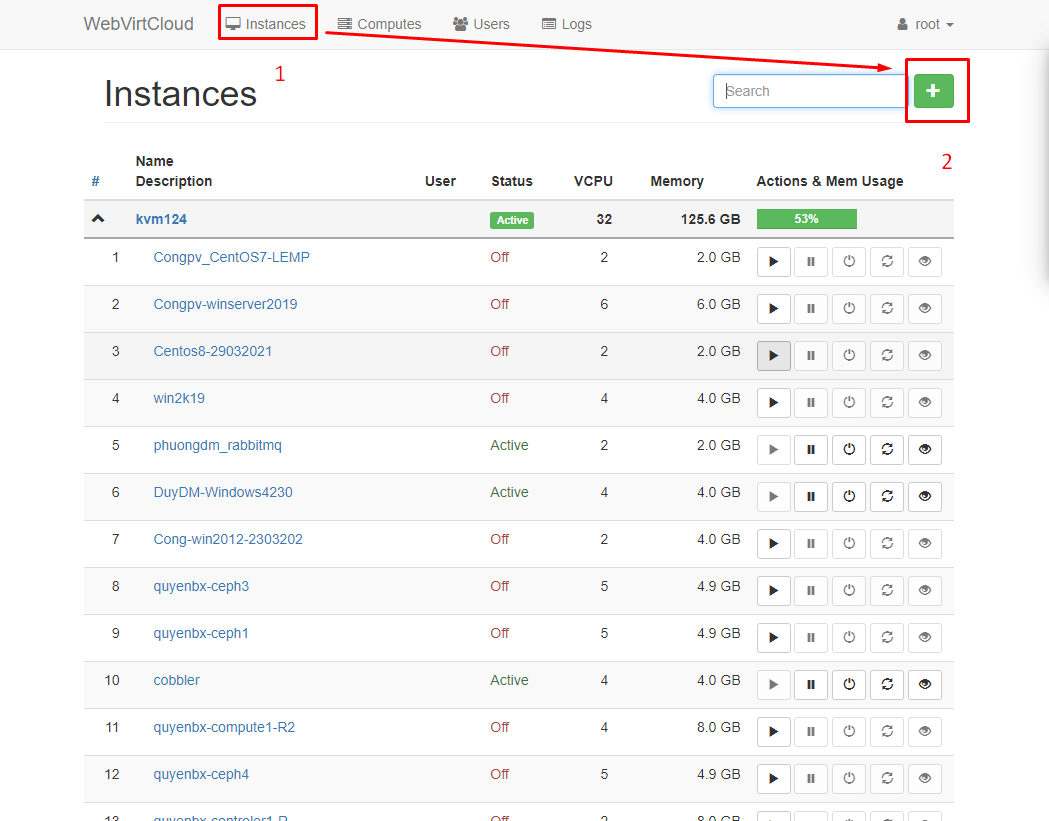 WebVirtCloud Instances Computes Users Logs root
1
Instances
Search
+
2
Name
# Description User Status VCPU Memory Actions & Mem Usage
kvm124 Active 32 125.6 GB 53%
1 Congpv_CentOS7-LEMP Off 2 2.0 GB
2 Congpv-winserver2019 Off 6 6.0 GB
3 Centos8-29032021 Off 2 2.0 GB
4 win2k19 Off 4 4.0 GB
5 phuongdm_rabbitmq Active 2 2.0 GB
6 DuyDM-Windows4230 Active 4 4.0 GB
7 Cong-win2012-2303202 Off 2 4.0 GB
8 quyenbx-ceph3 Off 5 4.9 GB
9 quyenbx-ceph1 Off 5 4.9 GB
10 cobbler Active 4 4.0 GB
11 quyenbx-compute1-R2 Off 4 8.0 GB
12 quyenbx-ceph4 Off 5 4.9 GB
13 quyenbx-controler1-R Off 2 8.0 GB